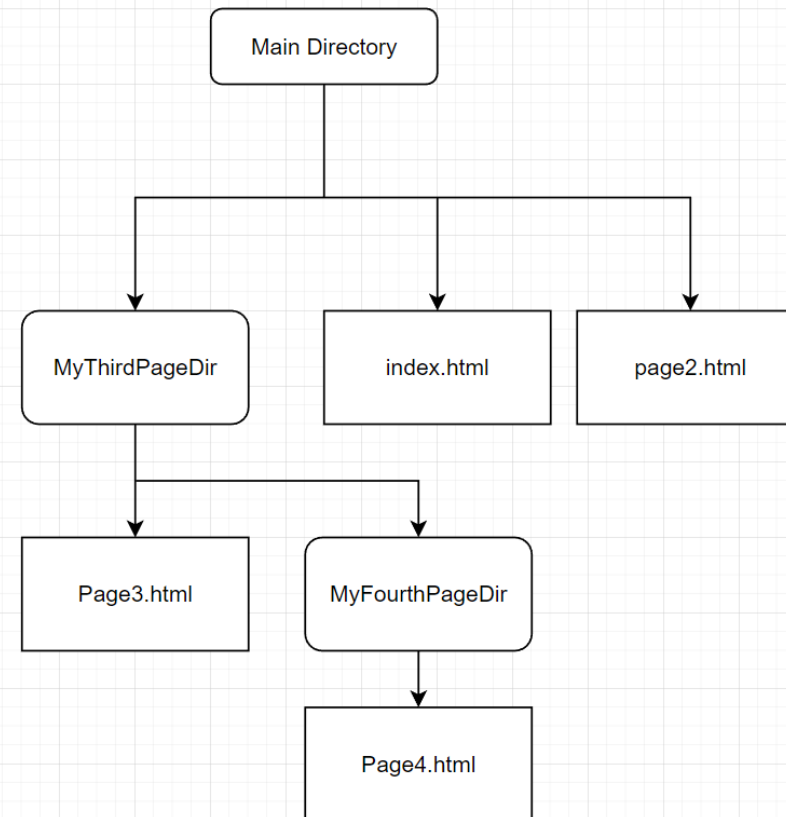 Main Directory
MyThirdPageDir
index.html
page2.html
Page3.html
MyFourthPageDir
Page4.html